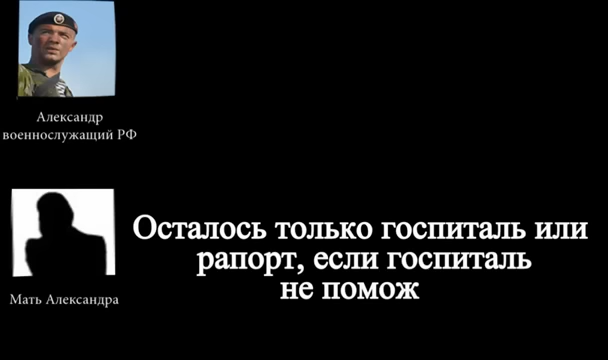 Александр
военнослужащий РФ
Осталось только госпиталь или
рапорт, если госпиталь
не помож
Мать Александра